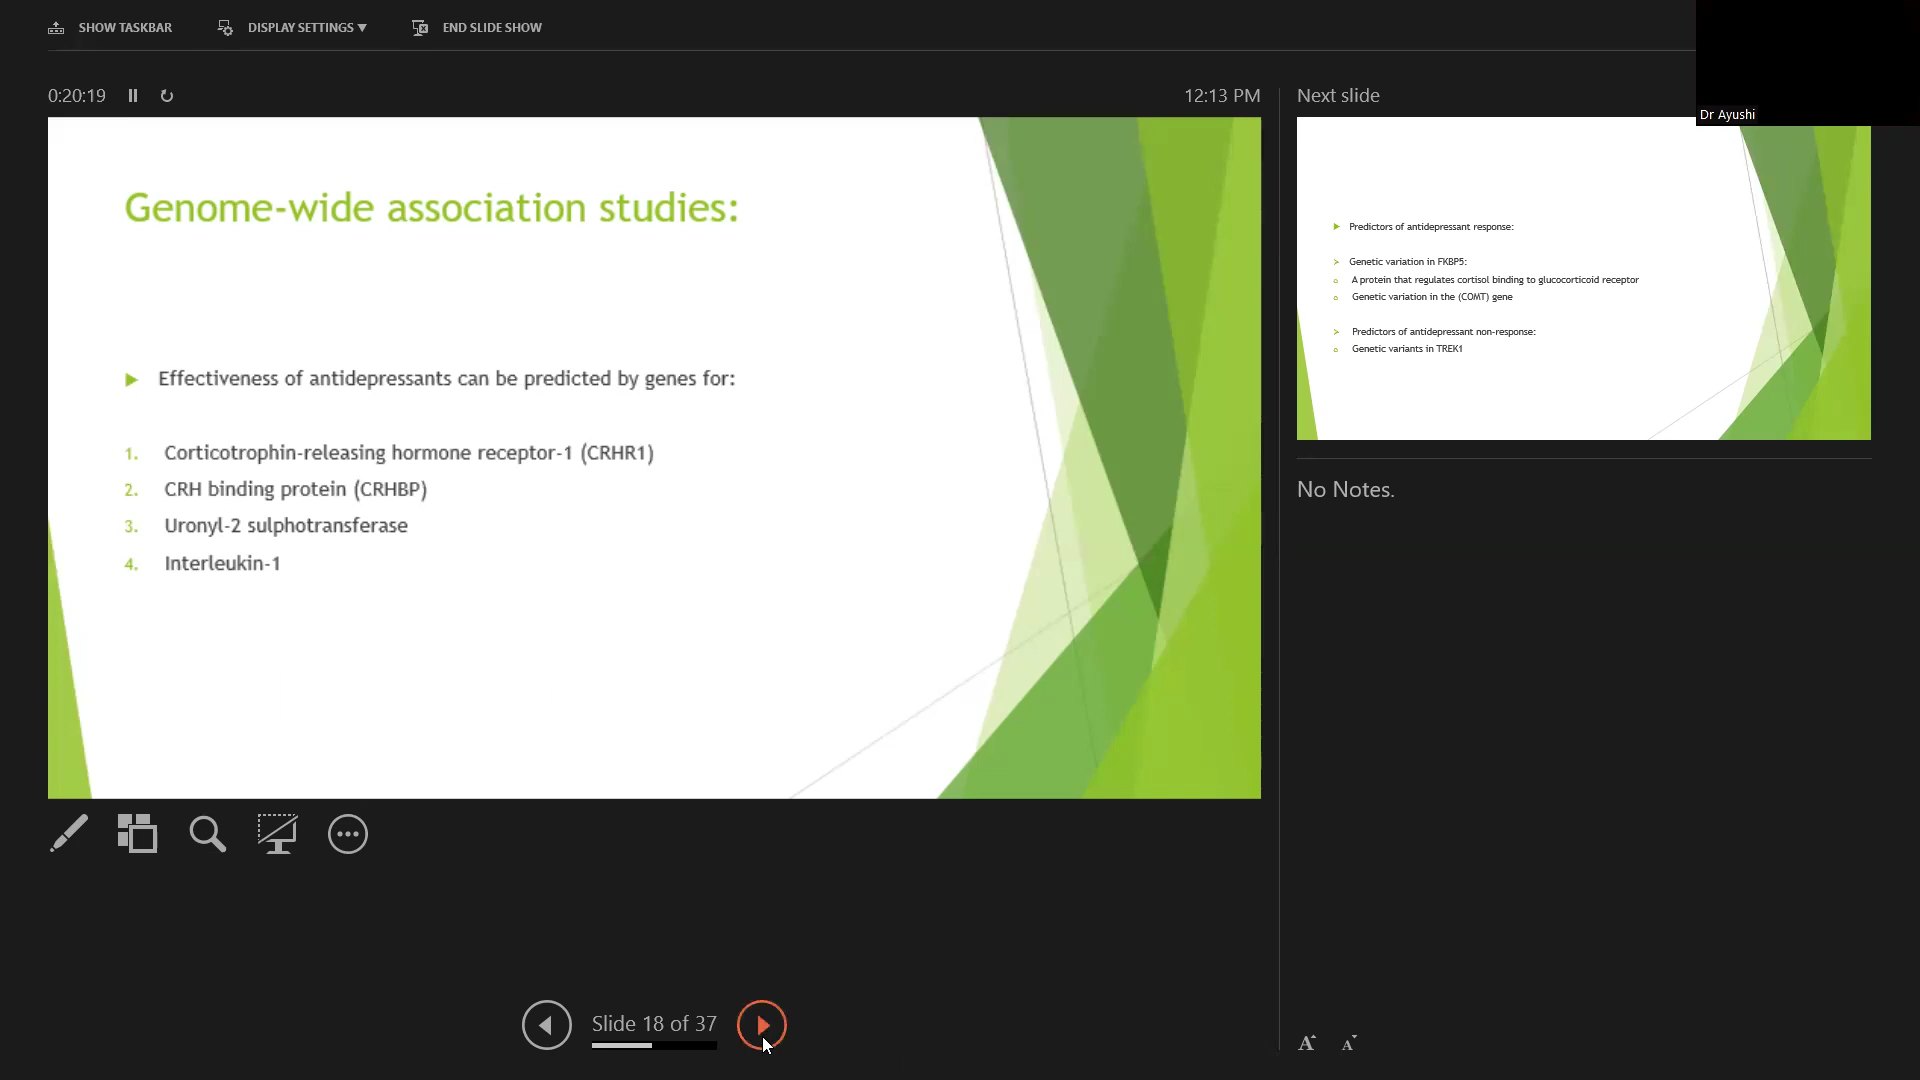 SHOW TASKBAR
DISPLAY SETTINGS
END SLIDE SHOW
0:20:19
12:13 PM
Genome-wide association studies:
Effectiveness of antidepressants can be predicted by genes for:
1. Corticotrophin-releasing hormone receptor-1 (CRHR1)
2. CRH binding protein (CRHBP)
3. Uronyl-2 sulphotransferase
4. Interleukin-1
Slide 18 of 37
Next slide
Dr Ayushi
Predictors of antidepressant response:
Genetic variation in FKBP5:
A protein that regulates cortisol binding to glucocorticoid receptor
Genetic variation in the (COMT) gene
Predictors of antidepressant non-response:
Genetic variants in TREK1
No Notes.
A A